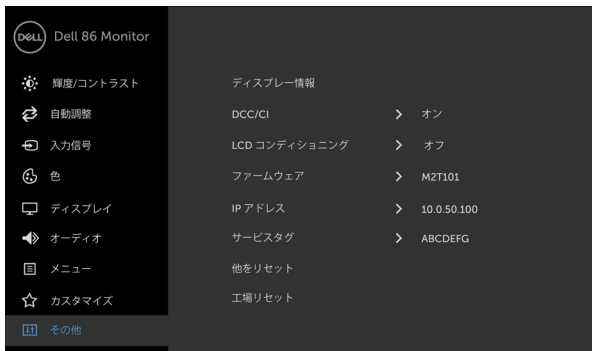 DELL Dell 86 Monitor
輝度/コントラスト
自動調整
入力信号
色
ディスプレイ
オーディオ
メニュー
カスタマイズ
その他
ディスプレー情報
DCC/CI > オン
LCD コンディショニング > オフ
ファームウェア > M2T101
IP アドレス > 10.0.50.100
サービスタグ > ABCDEFG
他をリセット
工場リセット